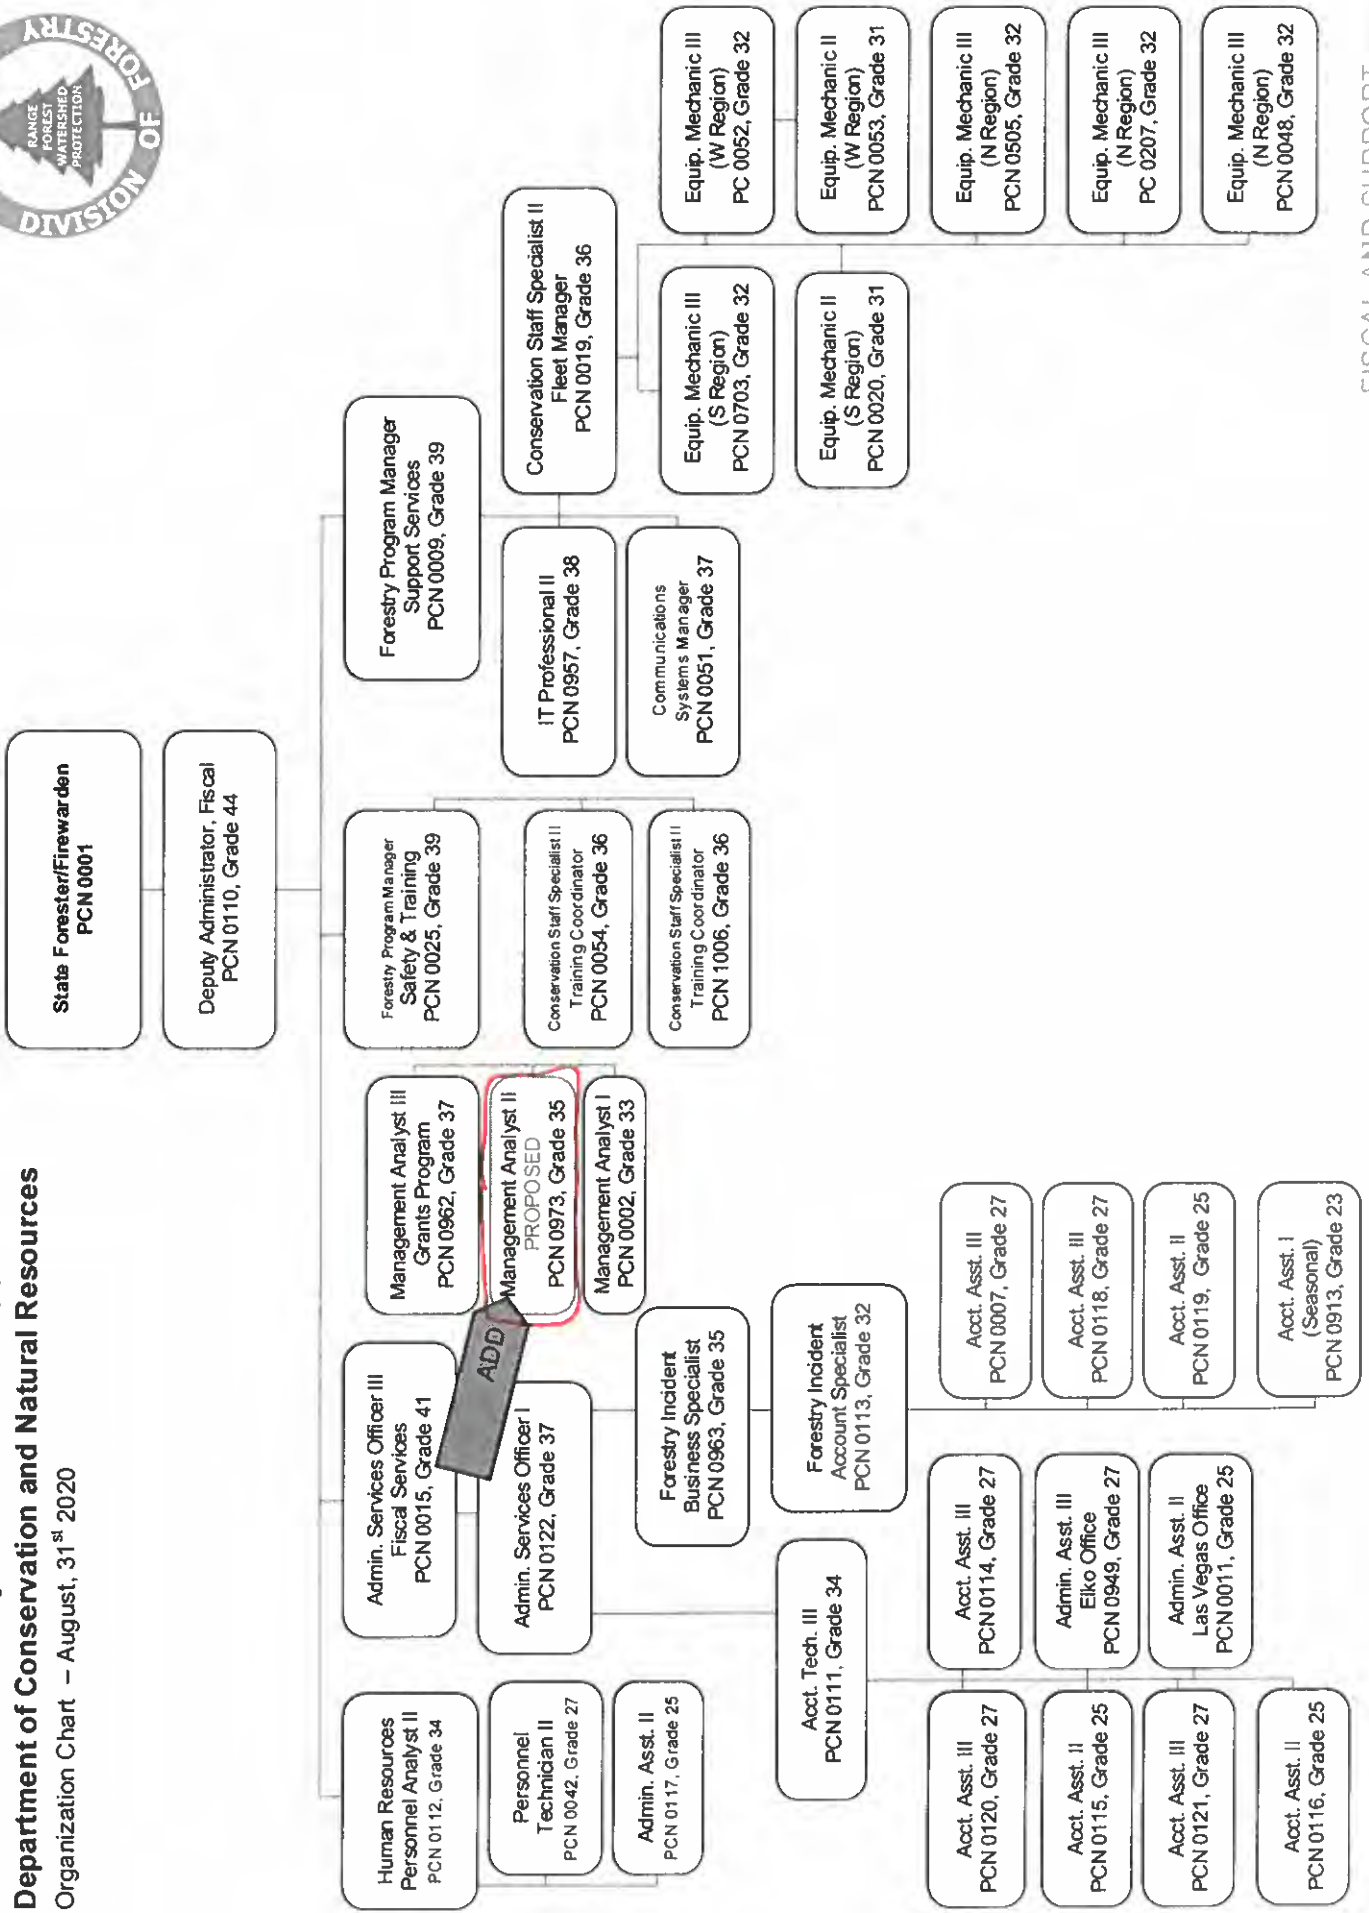 DIVISION OF FORESTRY
RANGE
FOREST
WATERSHED
PROTECTION
Department of Conservation and Natural Resources
Organization Chart – August, 31st 2020
State Forester/Firewarden
PCN 0001
Deputy Administrator, Fiscal
PCN 0110, Grade 44
Human Resources
Personnel Analyst II
PCN 0112, Grade 34
Personnel
Technician II
PCN 0042, Grade 27
Admin. Asst. II
PCN 0117, Grade 25
Admin. Services Officer III
Fiscal Services
PCN 0015, Grade 41
ADD
Admin. Services Officer I
PCN 0122, Grade 37
Management Analyst III
Grants Program
PCN 0962, Grade 37
Management Analyst II
PROPOSED
PCN 0973, Grade 35
Management Analyst I
PCN 0002, Grade 33
Forestry Incident
Business Specialist
PCN 0963, Grade 35
Forestry Incident
Account Specialist
PCN 0113, Grade 32
Acct. Asst. III
PCN 0007, Grade 27
Acct. Asst. III
PCN 0118, Grade 27
Acct. Asst. II
PCN 0119, Grade 25
Acct. Asst. I
(Seasonal)
PCN 0913, Grade 23
Acct. Tech. III
PCN 0111, Grade 34
Acct. Asst. III
PCN 0120, Grade 27
Acct. Asst. III
PCN 0114, Grade 27
Acct. Asst. II
PCN 0115, Grade 25
Admin. Asst. III
Elko Office
PCN 0949, Grade 27
Acct. Asst. III
PCN 0121, Grade 27
Admin. Asst. II
Las Vegas Office
PCN 0011, Grade 25
Acct. Asst. II
PCN 0116, Grade 25
Forestry Program Manager
Safety & Training
PCN 0025, Grade 39
Conservation Staff Specialist II
Training Coordinator
PCN 0054, Grade 36
Conservation Staff Specialist II
Training Coordinator
PCN 1006, Grade 36
Forestry Program Manager
Support Services
PCN 0009, Grade 39
IT Professional II
PCN 0957, Grade 38
Communications
Systems Manager
PCN 0051, Grade 37
Conservation Staff Specialist II
Fleet Manager
PCN 0019, Grade 36
Equip. Mechanic III
(S Region)
PCN 0703, Grade 32
Equip. Mechanic II
(S Region)
PCN 0020, Grade 31
Equip. Mechanic III
(W Region)
PC 0052, Grade 32
Equip. Mechanic II
(W Region)
PCN 0053, Grade 31
Equip. Mechanic III
(N Region)
PCN 0505, Grade 32
Equip. Mechanic III
(N Region)
PC 0207, Grade 32
Equip. Mechanic III
(N Region)
PCN 0048, Grade 32
FISCAL AND SUPPORT